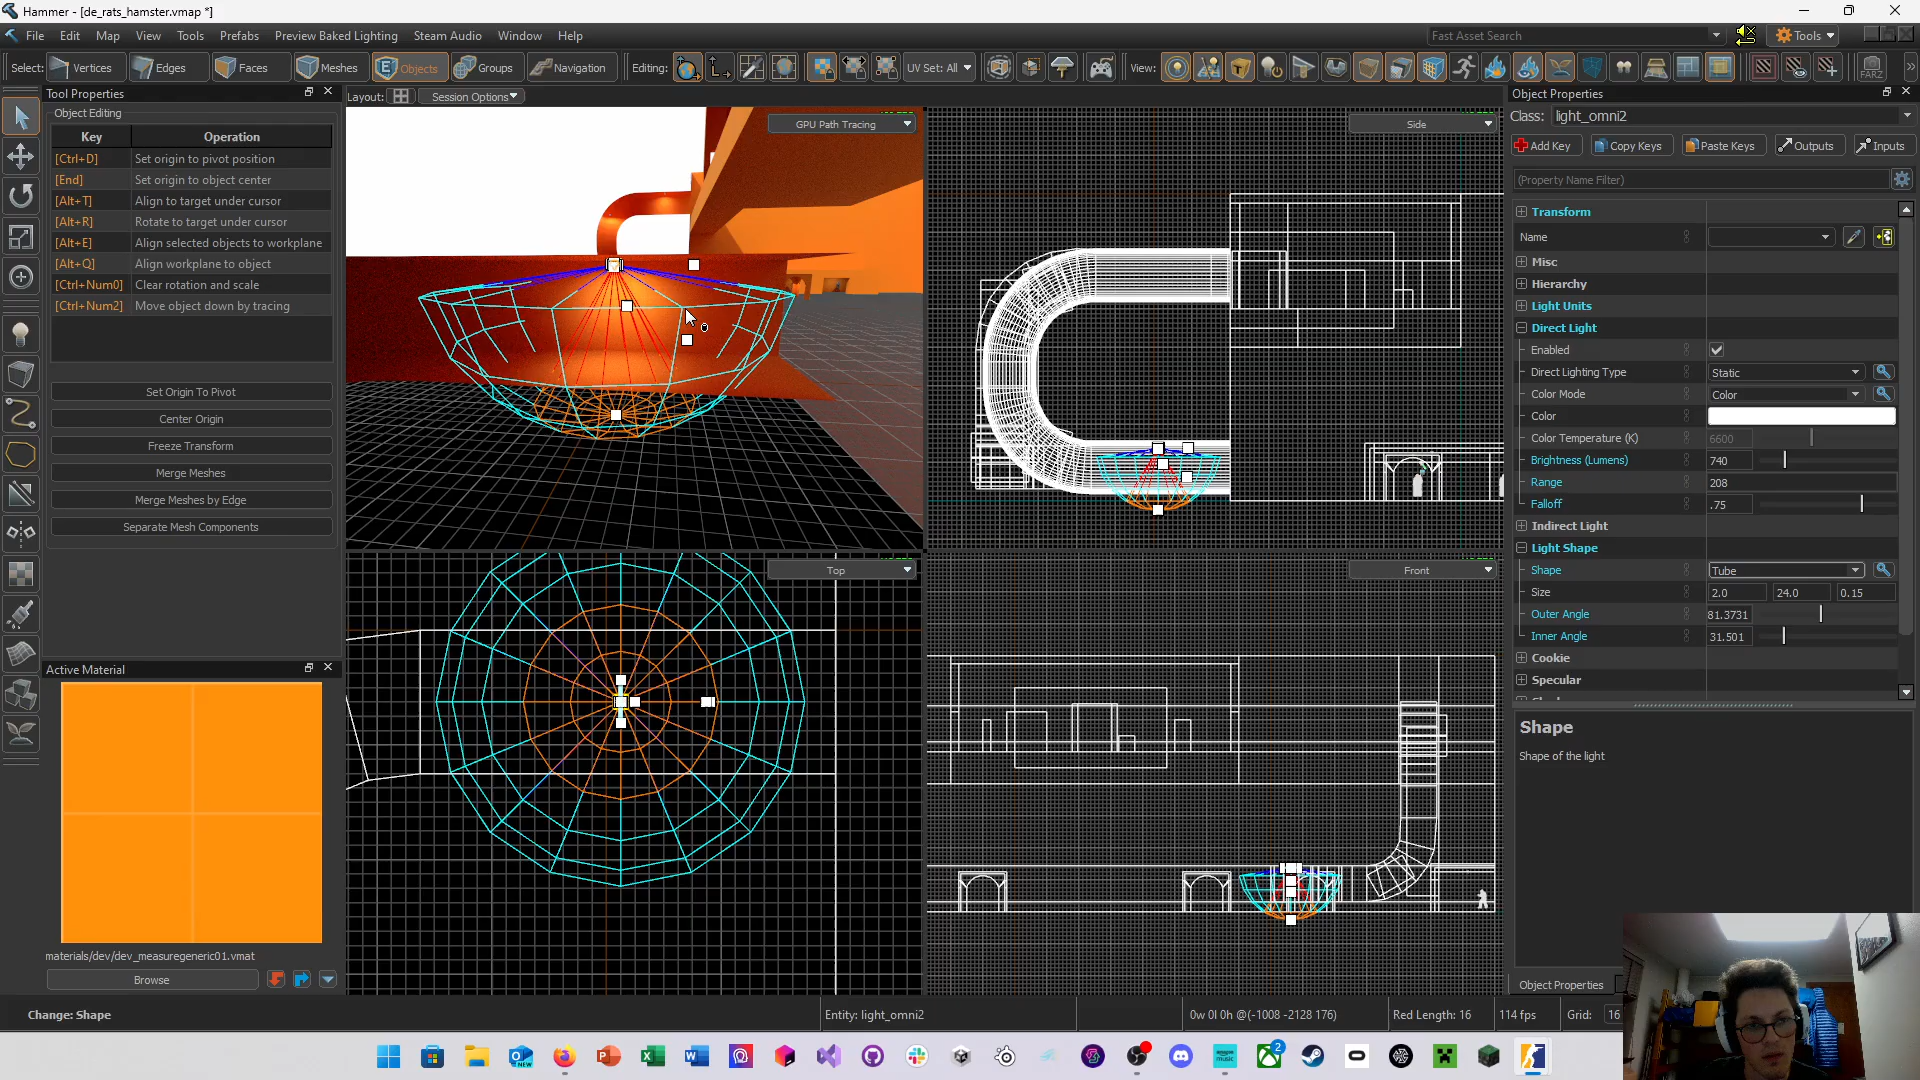 Hammer - [de_rats_hamster.vmap *]
File Edit Map View Tools Prefabs Preview Baked Lighting Steam Audio Window Help
Fast Asset Search
Tools
Select: Vertices Edges Faces Meshes Objects Groups Navigation Editing: UV Set: All View: FARZ
Tool Properties
Layout: Session Options
Object Editing
Key Operation
[Ctrl+D] Set origin to pivot position
[End] Set origin to object center
[Alt+T] Align to target under cursor
[Alt+R] Rotate to target under cursor
[Alt+E] Align selected objects to workplane
[Alt+Q] Align workplane to object
[Ctrl+Num0] Clear rotation and scale
[Ctrl+Num2] Move object down by tracing
Set Origin To Pivot
Center Origin
Freeze Transform
Merge Meshes
Merge Meshes by Edge
Separate Mesh Components
Active Material
materials/dev/dev_measuregeneric01.vmat
Browse
GPU Path Tracing
Side
Top
Front
Object Properties
Class: light_omni2
Add Key Copy Keys Paste Keys Outputs Inputs
(Property Name Filter)
Transform
Name
Misc
Hierarchy
Light Units
Direct Light
Enabled
Direct Lighting Type Static
Color Mode Color
Color
Color Temperature (K) 6600
Brightness (Lumens) 740
Range 208
Falloff .75
Indirect Light
Light Shape
Shape Tube
Size 2.0 24.0 0.15
Outer Angle 81.3731
Inner Angle 31.501
Cookie
Specular
Shape
Shape of the light
Object Properties
Change: Shape
Entity: light_omni2
0w 0l 0h @(-1008 -2128 176)
Red Length: 16
114 fps
Grid: 16
NEW
music
2